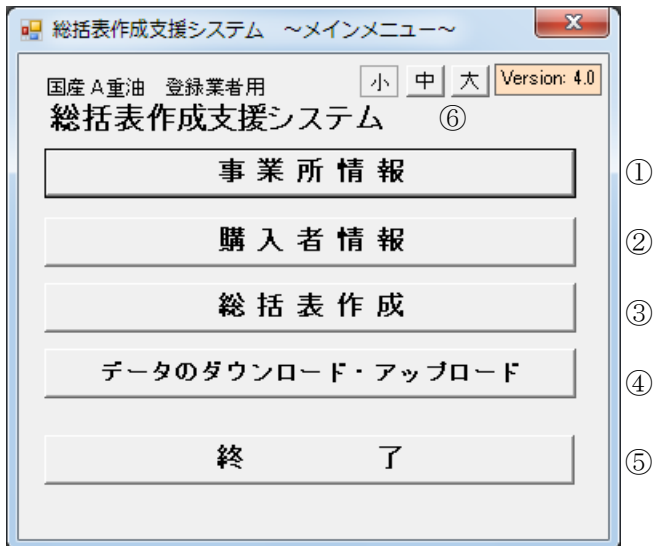 総括表作成支援システム ～メインメニュー～
国産A重油 登録業者用 小 中 大 Version: 4.0
総括表作成支援システム ⑥
事業所情報 ①
購入者情報 ②
総括表作成 ③
データのダウンロード・アップロード ④
終 了 ⑤